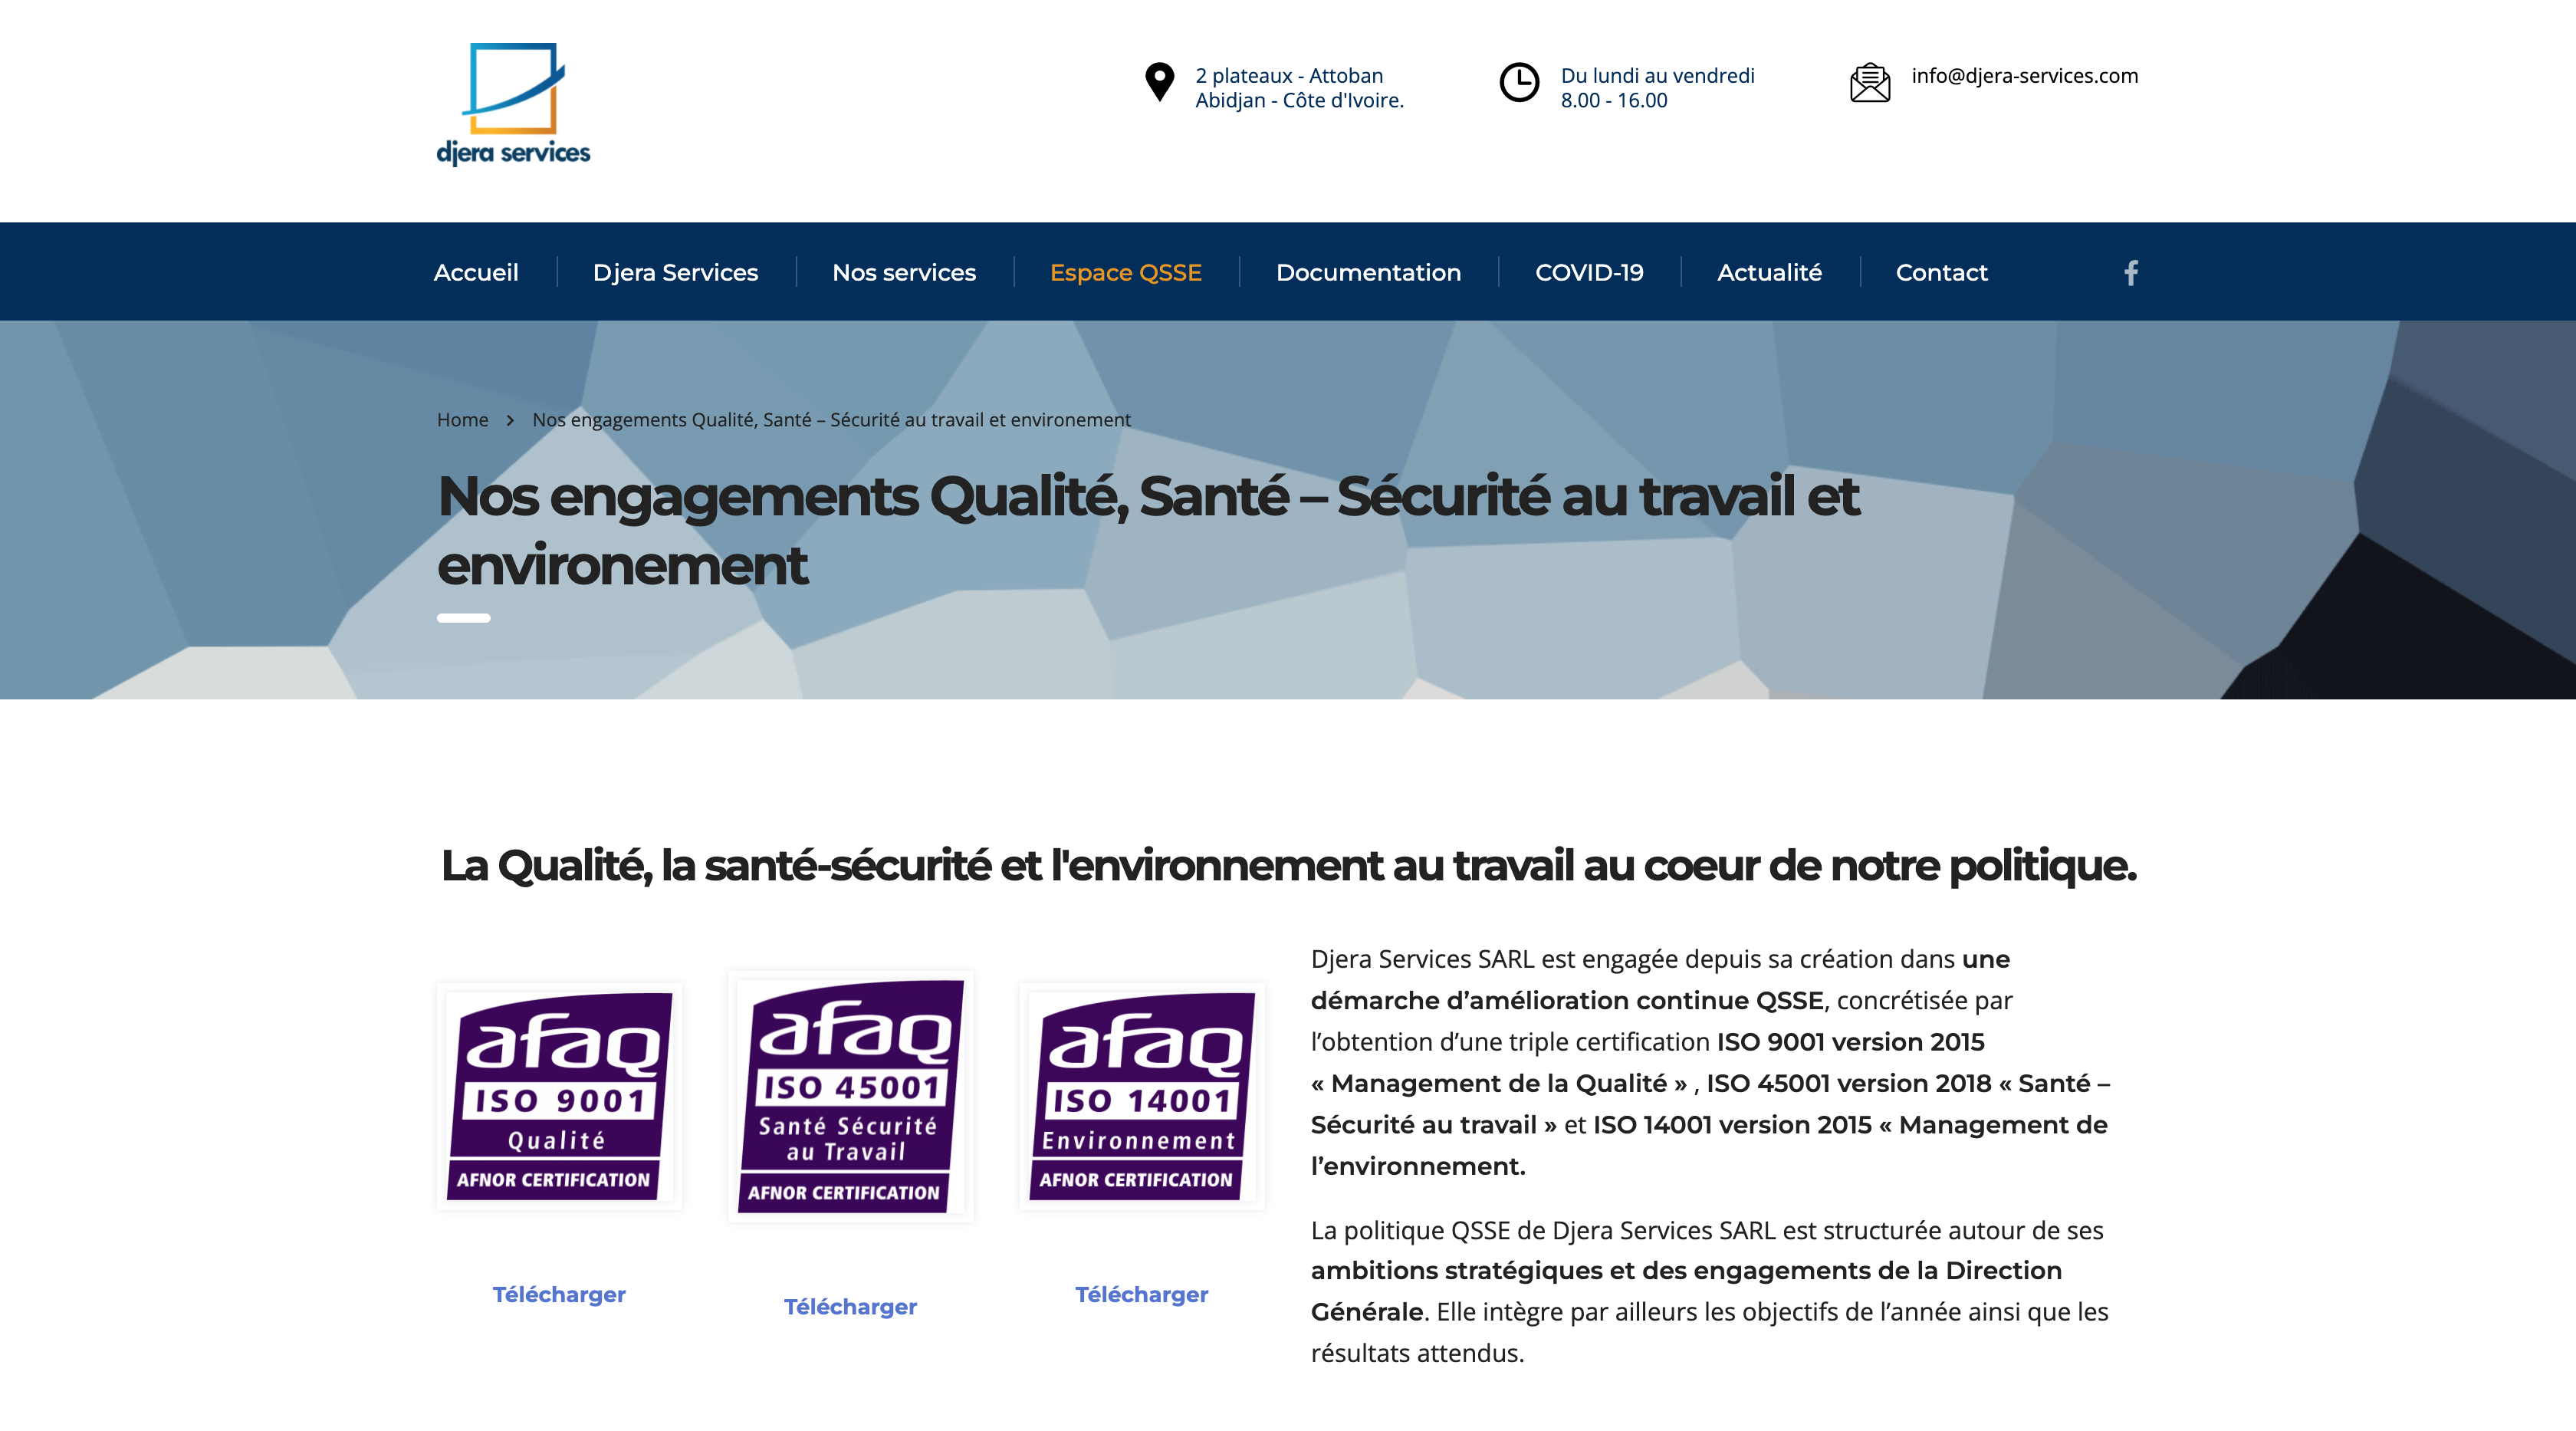 djera services
2 plateaux - Attoban
Abidjan - Côte d'Ivoire.
Du lundi au vendredi
8.00 - 16.00
info@djera-services.com
Accueil
Djera Services
Nos services
Espace QSSE
Documentation
COVID-19
Actualité
Contact
Home > Nos engagements Qualité, Santé – Sécurité au travail et environement
Nos engagements Qualité, Santé – Sécurité au travail et
environement
La Qualité, la santé-sécurité et l'environnement au travail au coeur de notre politique.
afaq
ISO 9001
Qualité
AFNOR CERTIFICATION
Télécharger
afaq
ISO 45001
Santé Sécurité
au Travail
AFNOR CERTIFICATION
Télécharger
afaq
ISO 14001
Environnement
AFNOR CERTIFICATION
Télécharger
Djera Services SARL est engagée depuis sa création dans une
démarche d’amélioration continue QSSE, concrétisée par
l’obtention d’une triple certification ISO 9001 version 2015
« Management de la Qualité » , ISO 45001 version 2018 « Santé –
Sécurité au travail » et ISO 14001 version 2015 « Management de
l’environnement.
La politique QSSE de Djera Services SARL est structurée autour de ses
ambitions stratégiques et des engagements de la Direction
Générale. Elle intègre par ailleurs les objectifs de l’année ainsi que les
résultats attendus.